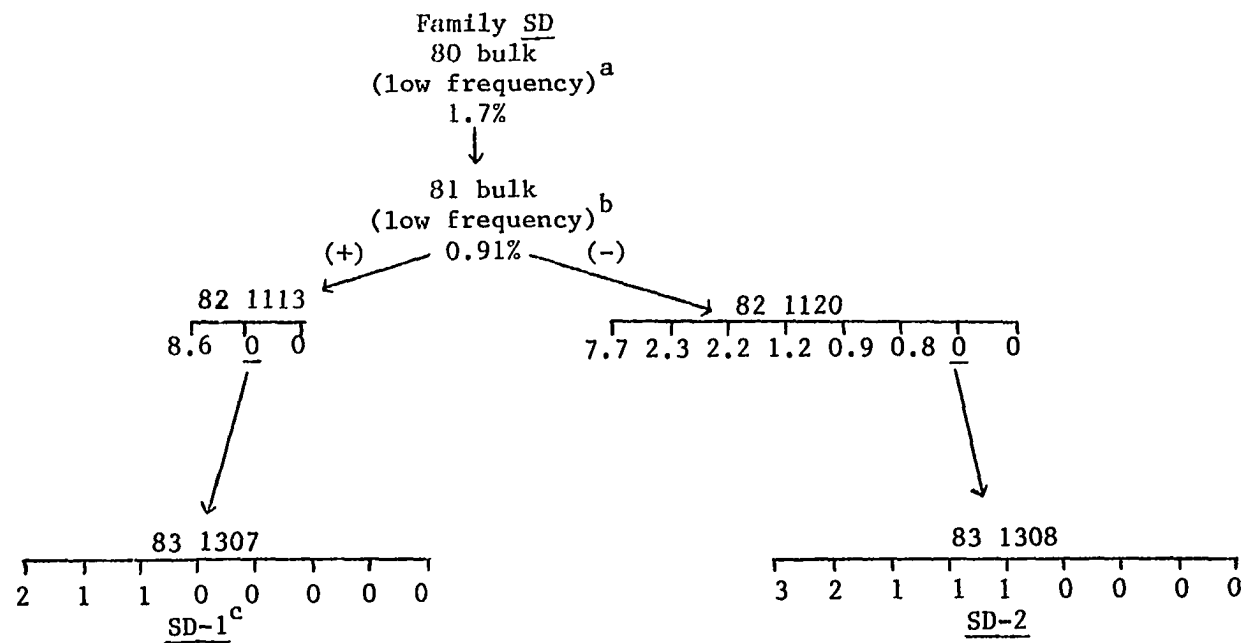 Family SD
80 bulk
(low frequency)a
1.7%
81 bulk
(low frequency)b
(+) 0.91% (-)
82 1113
8.6 0 0
82 1120
7.7 2.3 2.2 1.2 0.9 0.8 0 0
83 1307
2 1 1 0 0 0 0 0
SD-1c
83 1308
3 2 1 1 1 0 0 0 0
SD-2